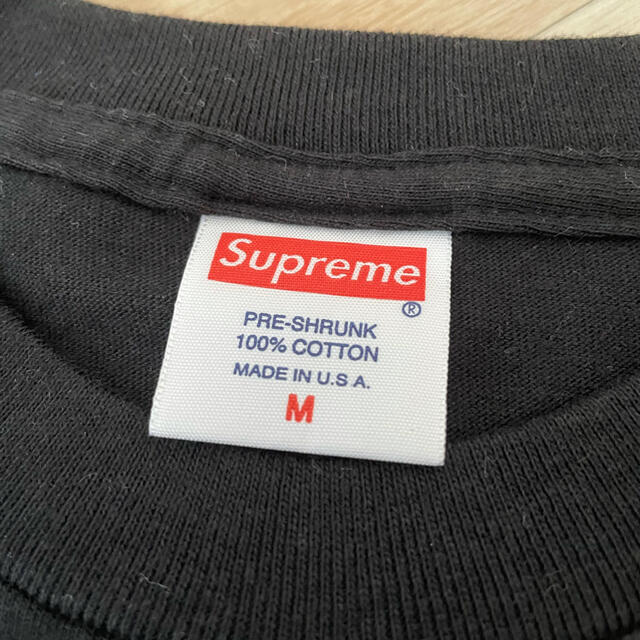 Supreme
®
PRE-SHRUNK
100% COTTON
MADE IN U.S.A.
M